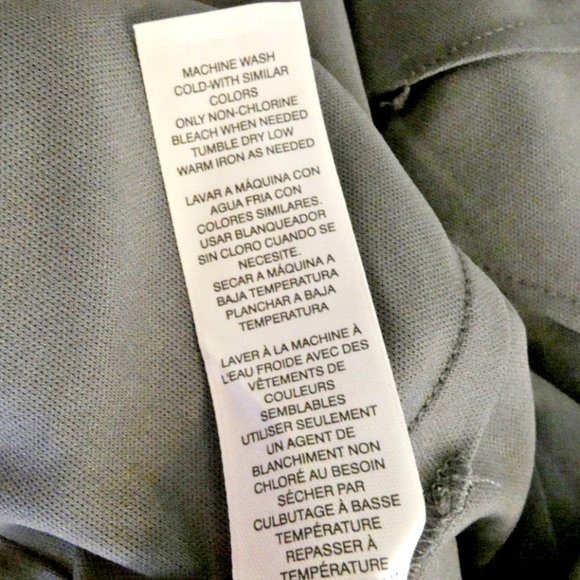 MACHINE WASH
COLD-WITH SIMILAR
COLORS
ONLY NON-CHLORINE
BLEACH WHEN NEEDED
TUMBLE DRY LOW
WARM IRON AS NEEDED
LAVAR A MÁQUINA CON
AGUA FRIA CON
COLORES SIMILARES.
USAR BLANQUEADOR
SIN CLORO CUANDO SE
NECESITE.
SECAR A MÁQUINA A
BAJA TEMPERATURA
PLANCHAR A BAJA
TEMPERATURA
LAVER À LA MACHINE À
L'EAU FROIDE AVEC DES
VÊTEMENTS DE
COULEURS
SEMBLABLES
UTILISER SEULEMENT
UN AGENT DE
BLANCHIMENT NON
CHLORÉ AU BESOIN
SÉCHER PAR
CULBUTAGE À BASSE
TEMPÉRATURE
REPASSER À
TEMPÉRATURE